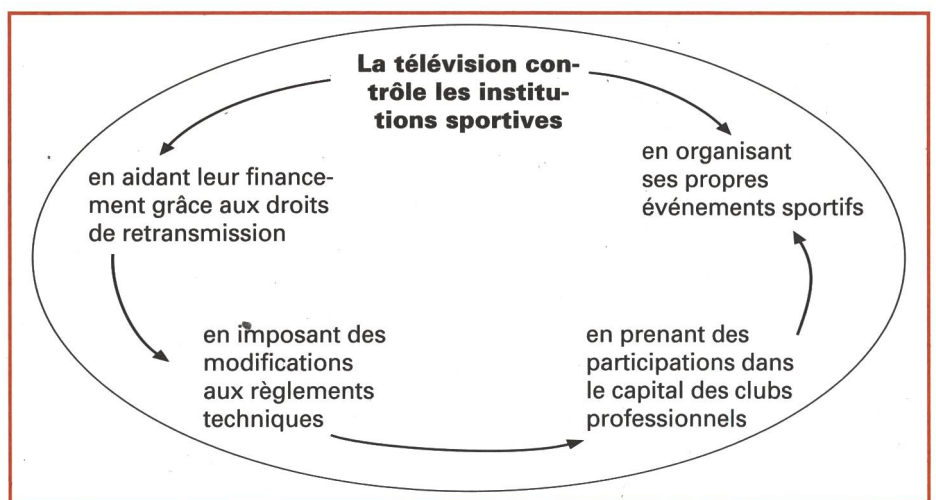 La télévision con-
trôle les institu-
tions sportives
en aidant leur finance-
ment grâce aux droits
de retransmission
en organisant
ses propres
événements sportifs
en imposant des
modifications
aux règlements
techniques
en prenant des
participations dans
le capital des clubs
professionnels